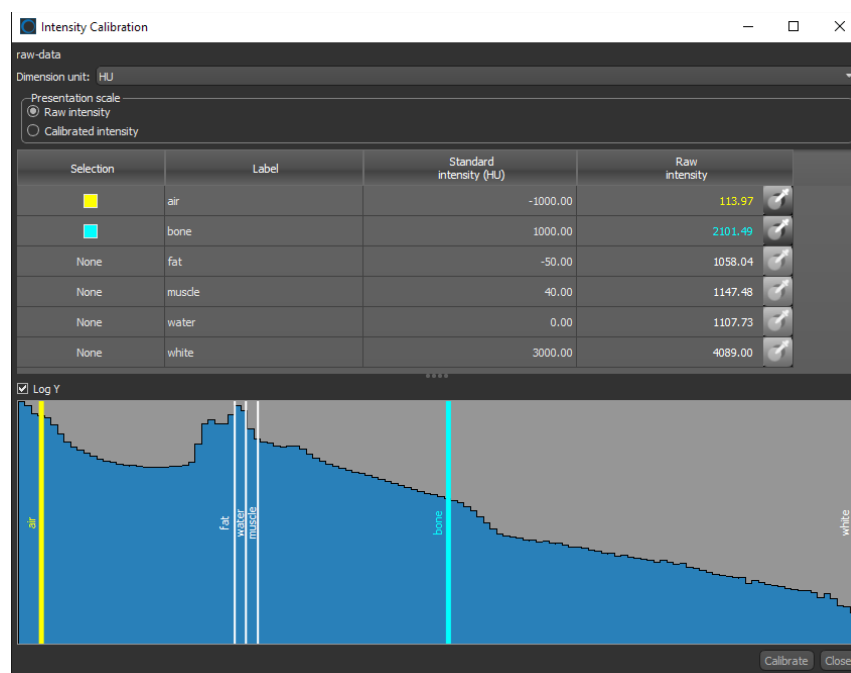 Intensity Calibration
raw-data
Dimension unit: HU
Presentation scale
Raw intensity
Calibrated intensity
Selection Label Standard intensity (HU) Raw intensity
air -1000.00 113.97
bone 1000.00 2101.49
None fat -50.00 1058.04
None muscle 40.00 1147.48
None water 0.00 1107.73
None white 3000.00 4089.00
Log Y
air
fat
water
muscle
bone
white
Calibrate Close